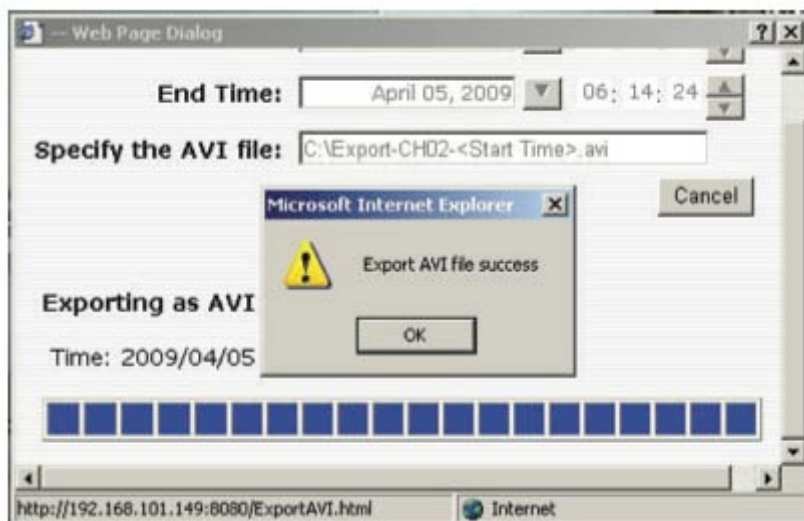 -- Web Page Dialog
End Time: April 05, 2009 06: 14: 24
Specify the AVI file: C:\Export-CH02-<Start Time>.avi
Cancel
Microsoft Internet Explorer
Export AVI file success
OK
Exporting as AVI
Time: 2009/04/05
http://192.168.101.149:8080/ExportAVI.html
Internet